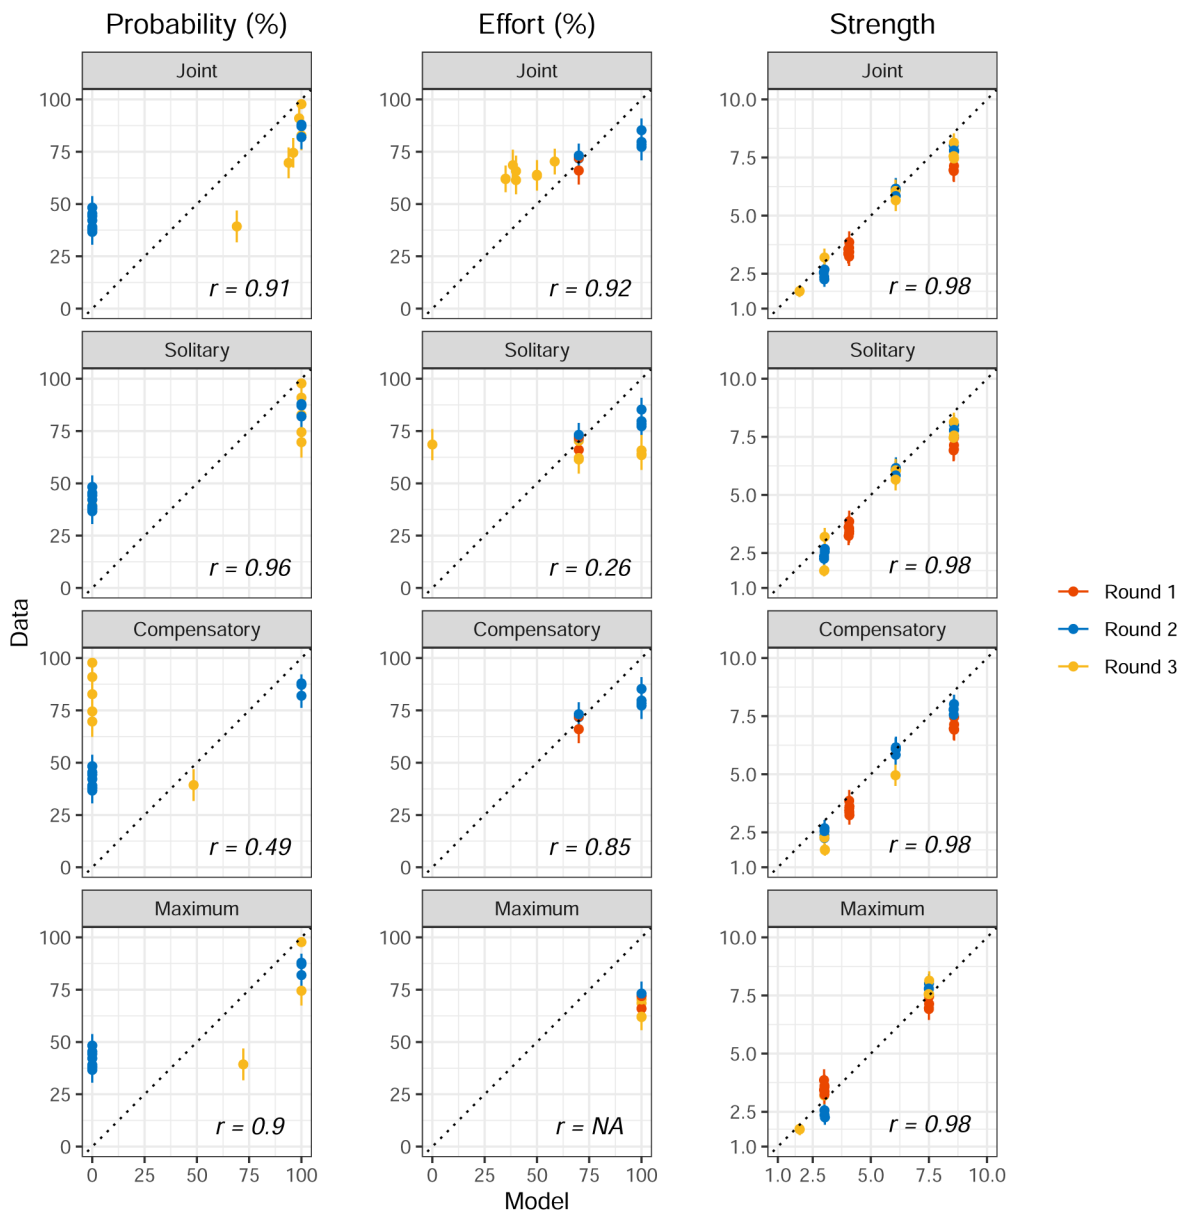 Probability (%) Effort (%) Strength
Joint Joint Joint
100 100 10.0
75 75 7.5
50 50 5.0
25 25 2.5
0 0 1.0
r = 0.91 r = 0.92 r = 0.98
Solitary Solitary Solitary
100 100 10.0
75 75 7.5
50 50 5.0
25 25 2.5
0 0 1.0
r = 0.96 r = 0.26 r = 0.98
Data
Round 1
Round 2
Round 3
Compensatory Compensatory Compensatory
100 100 10.0
75 75 7.5
50 50 5.0
25 25 2.5
0 0 1.0
r = 0.49 r = 0.85 r = 0.98
Maximum Maximum Maximum
100 100 10.0
75 75 7.5
50 50 5.0
25 25 2.5
0 0 1.0
r = 0.9 r = NA r = 0.98
0 25 50 75 100 0 25 50 75 100 1.0 2.5 5.0 7.5 10.0
Model